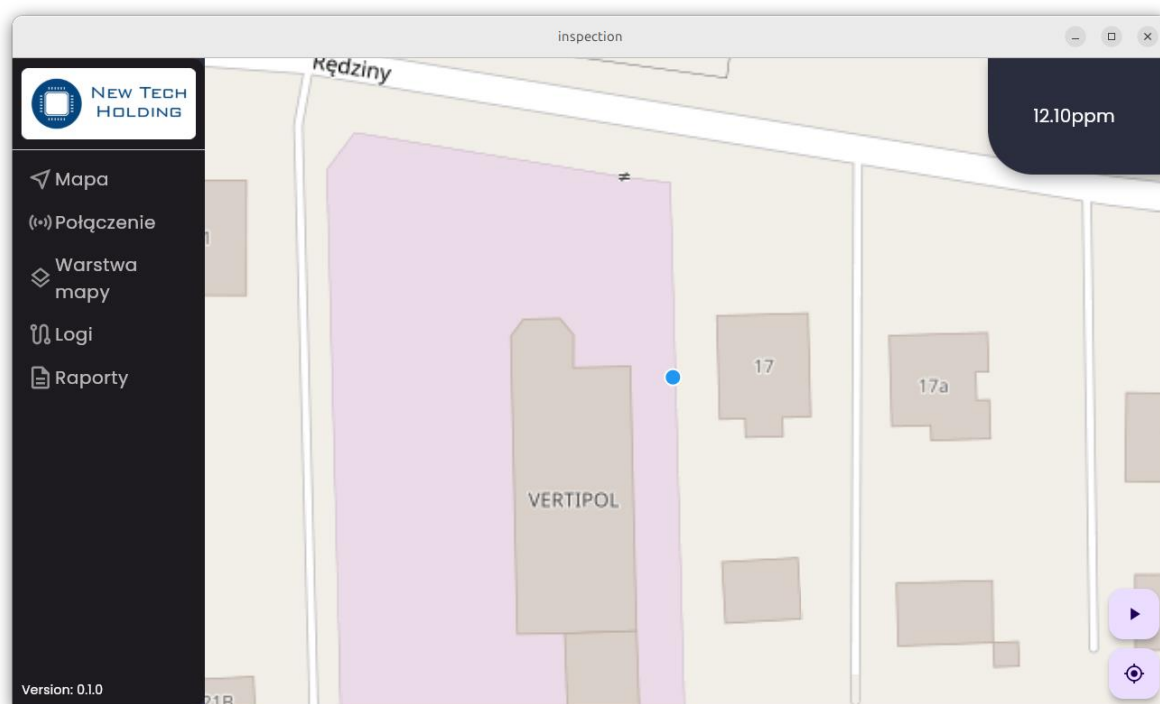 inspection
NEW TECH
HOLDING
Mapa
Połączenie
Warstwa
mapy
Logi
Raporty
Version: 0.1.0
Rędziny
12.10ppm
17
17a
VERTIPOL
21B